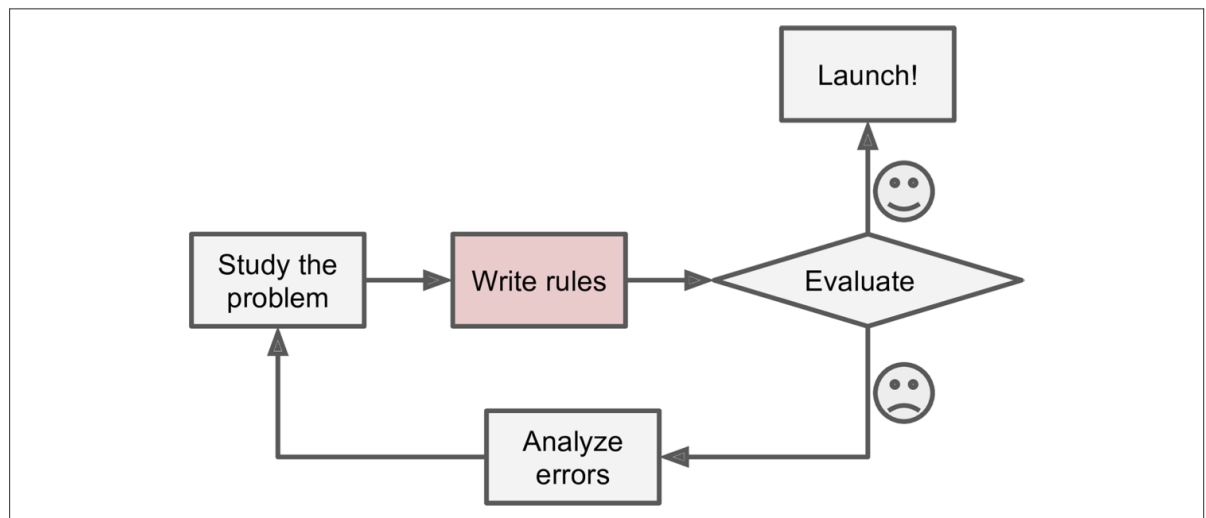 Launch!
Study the
problem
Write rules
Evaluate
Analyze
errors